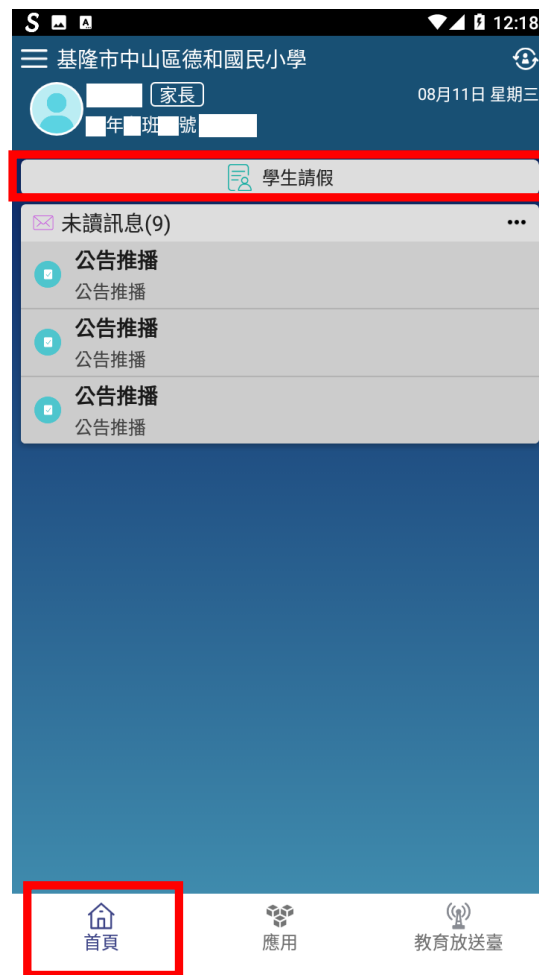 S 12:18
基隆市中山區德和國民小學
家長 08月11日 星期三
年 班 號
學生請假
未讀訊息(9)
公告推播
公告推播
公告推播
公告推播
公告推播
公告推播
首頁 應用 教育放送臺